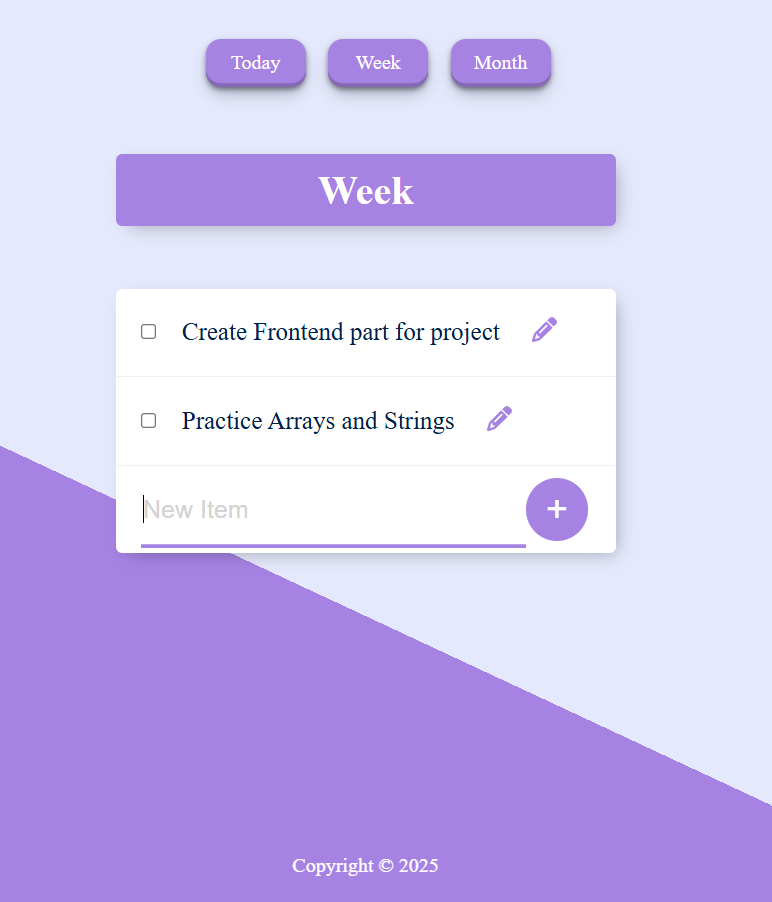 Today Week Month
Week
Create Frontend part for project
Practice Arrays and Strings
New Item +
Copyright © 2025